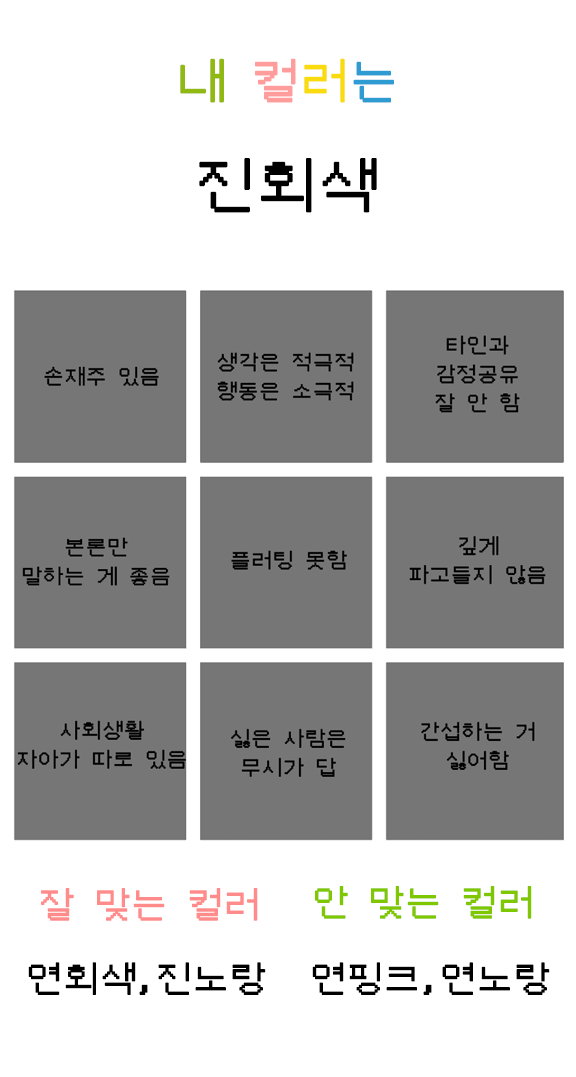 내 컬러는
진회색
손재주 있음
생각은 적극적
행동은 소극적
타인과
감정공유
잘 안 함
본론만
말하는 게 좋음
플러팅 못함
깊게
파고들지 않음
사회생활
자아가 따로 있음
싫은 사람은
무시가 답
간섭하는 거
싫어함
잘 맞는 컬러
안 맞는 컬러
연회색,진노랑
연핑크,연노랑